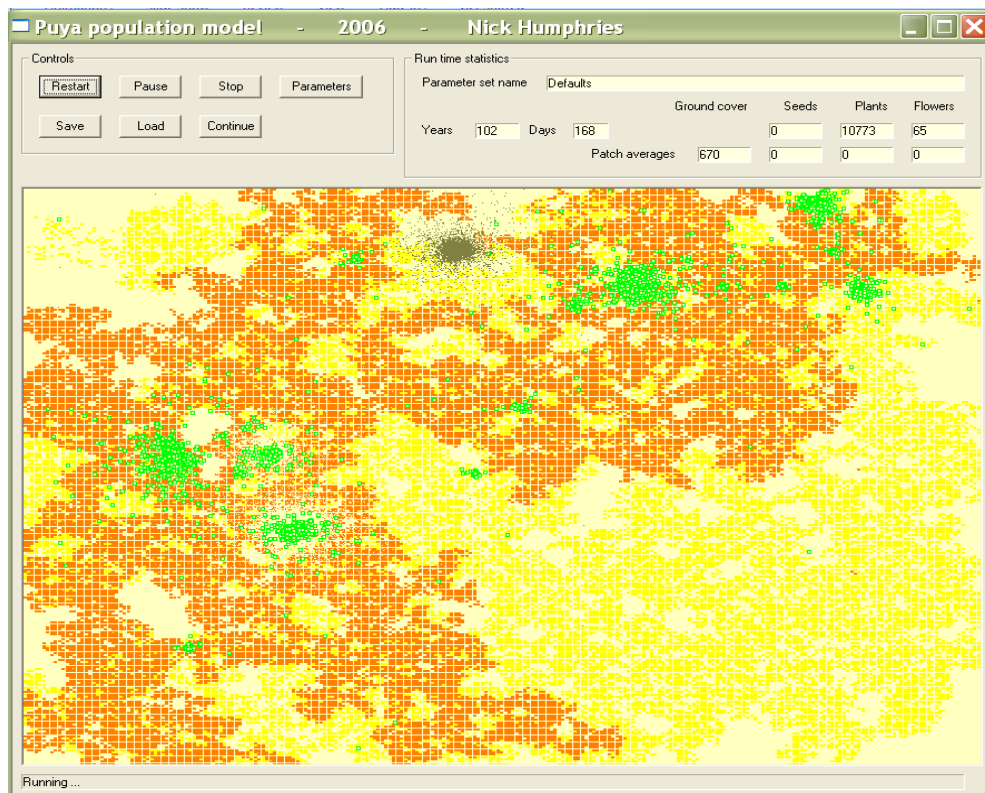 Puya population model - 2006 - Nick Humphries
Controls
Restart Pause Stop Parameters
Save Load Continue
Run time statistics
Parameter set name Defaults
Ground cover Seeds Plants Flowers
Years 102 Days 168 0 10773 65
Patch averages 670 0 0 0
Running ...